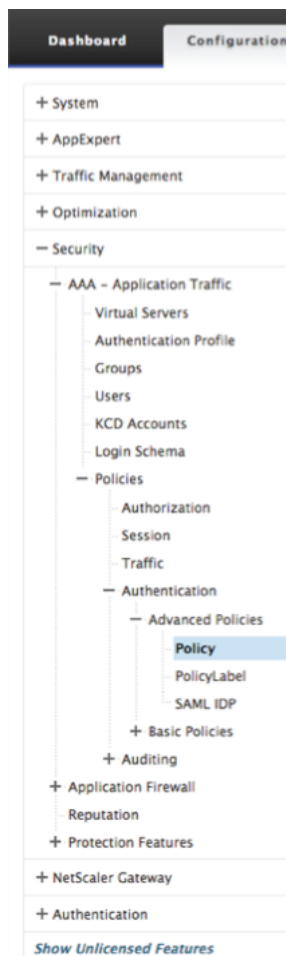 Dashboard
Configuration
+ System
+ AppExpert
+ Traffic Management
+ Optimization
− Security
− AAA – Application Traffic
Virtual Servers
Authentication Profile
Groups
Users
KCD Accounts
Login Schema
− Policies
Authorization
Session
Traffic
− Authentication
− Advanced Policies
Policy
PolicyLabel
SAML IDP
+ Basic Policies
+ Auditing
+ Application Firewall
Reputation
+ Protection Features
+ NetScaler Gateway
+ Authentication
Show Unlicensed Features